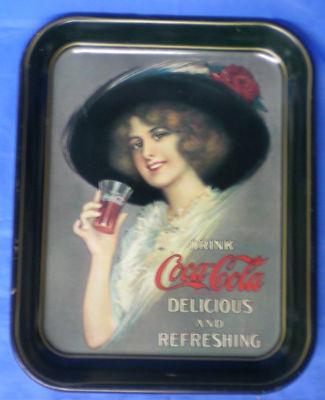 DRINK
Coca-Cola
DELICIOUS
AND
REFRESHING